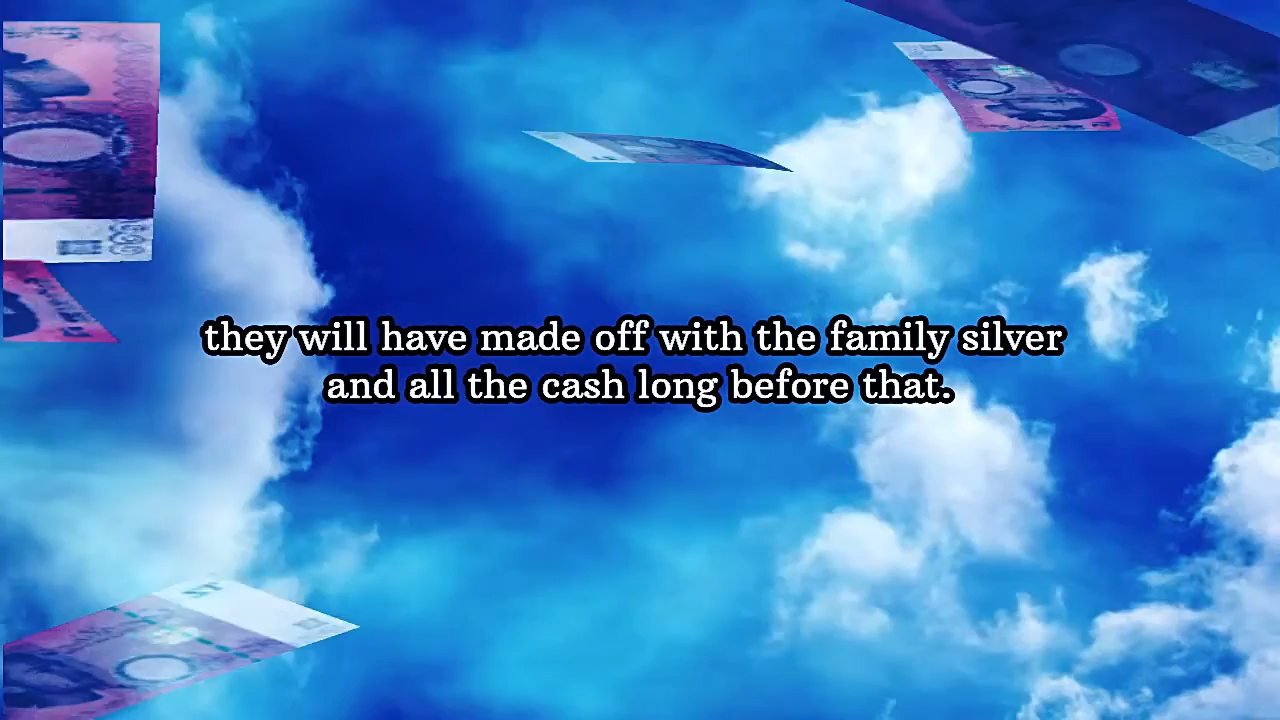 they will have made off with the family silver
and all the cash long before that.